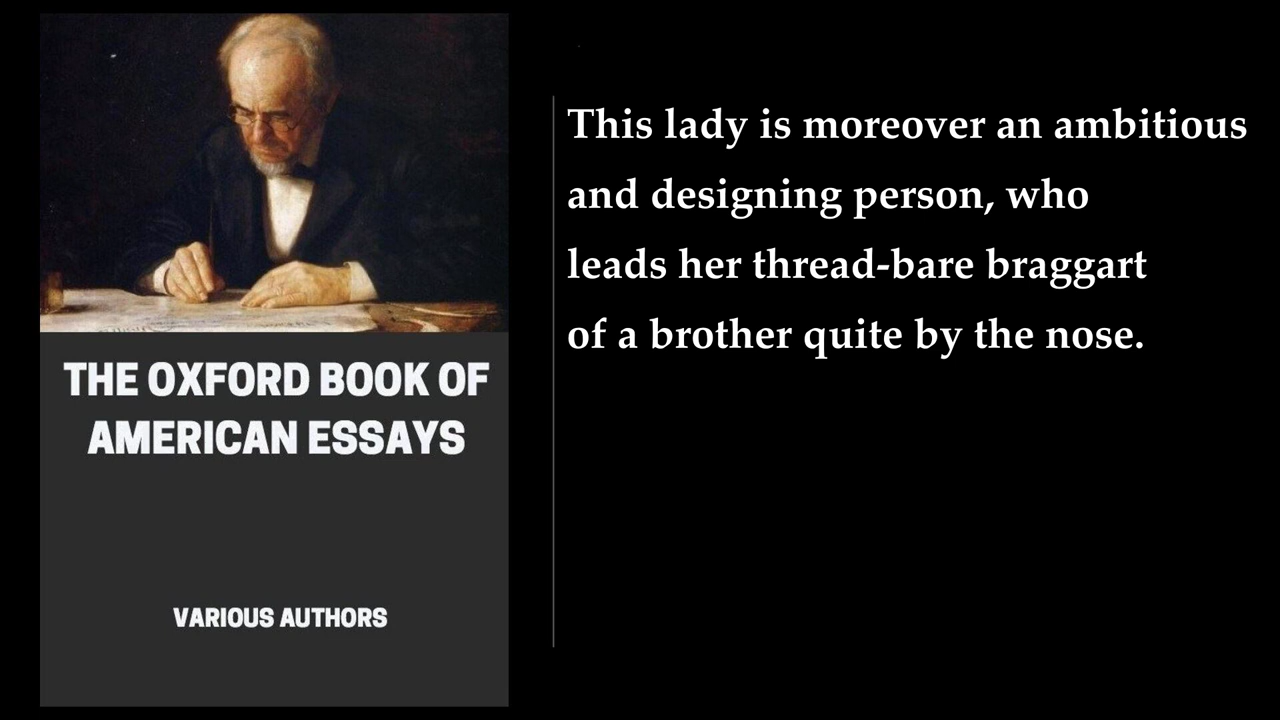 THE OXFORD BOOK OF
AMERICAN ESSAYS
VARIOUS AUTHORS
This lady is moreover an ambitious
and designing person, who
leads her thread-bare braggart
of a brother quite by the nose.